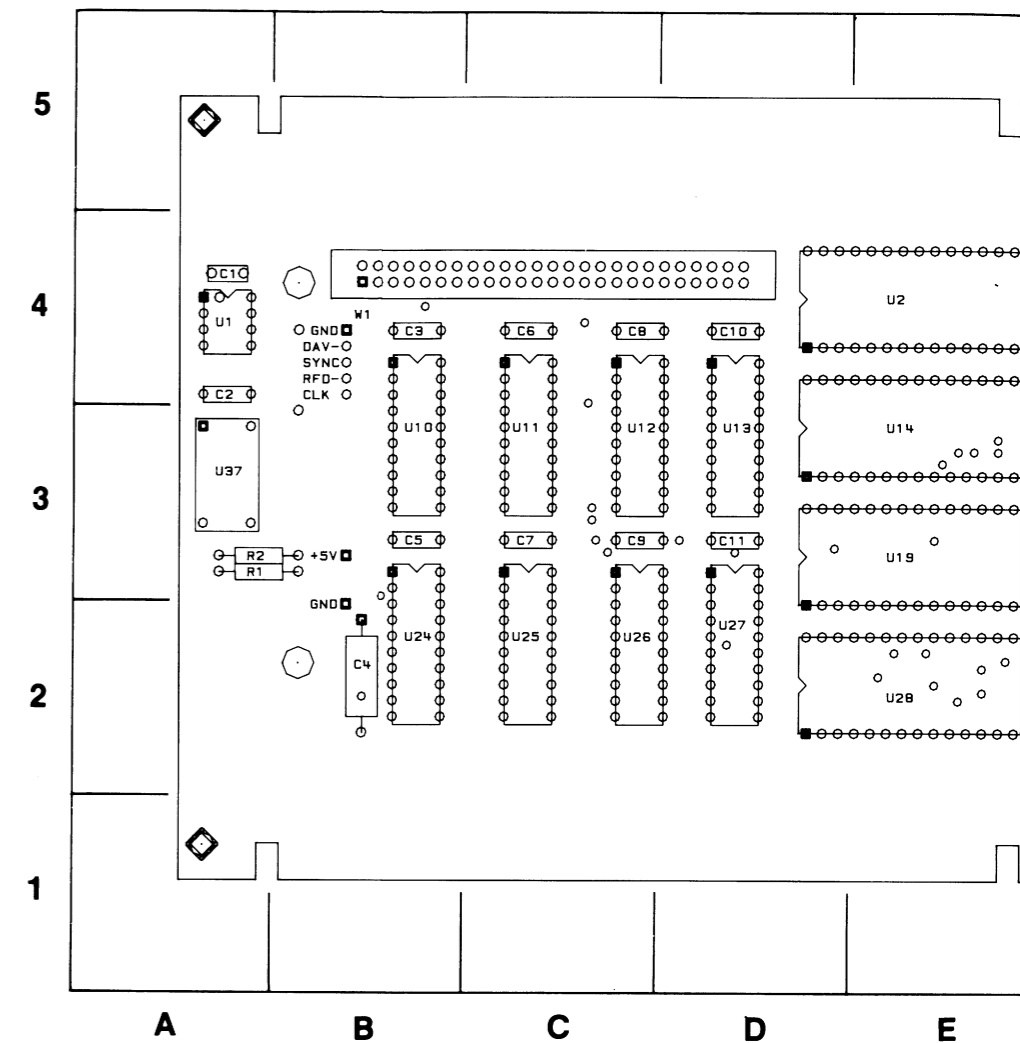 5
4
C1
U1
U2
W1
GND
C3
C6
C8
C10
DAV-
SYNC
RFD-
CLK
C2
U10
U11
U12
U13
U14
U37
3
C5
C7
C9
C11
R2
+5V
R1
U19
GND
U24
U25
U26
U27
C4
2
U28
1
A
B
C
D
E